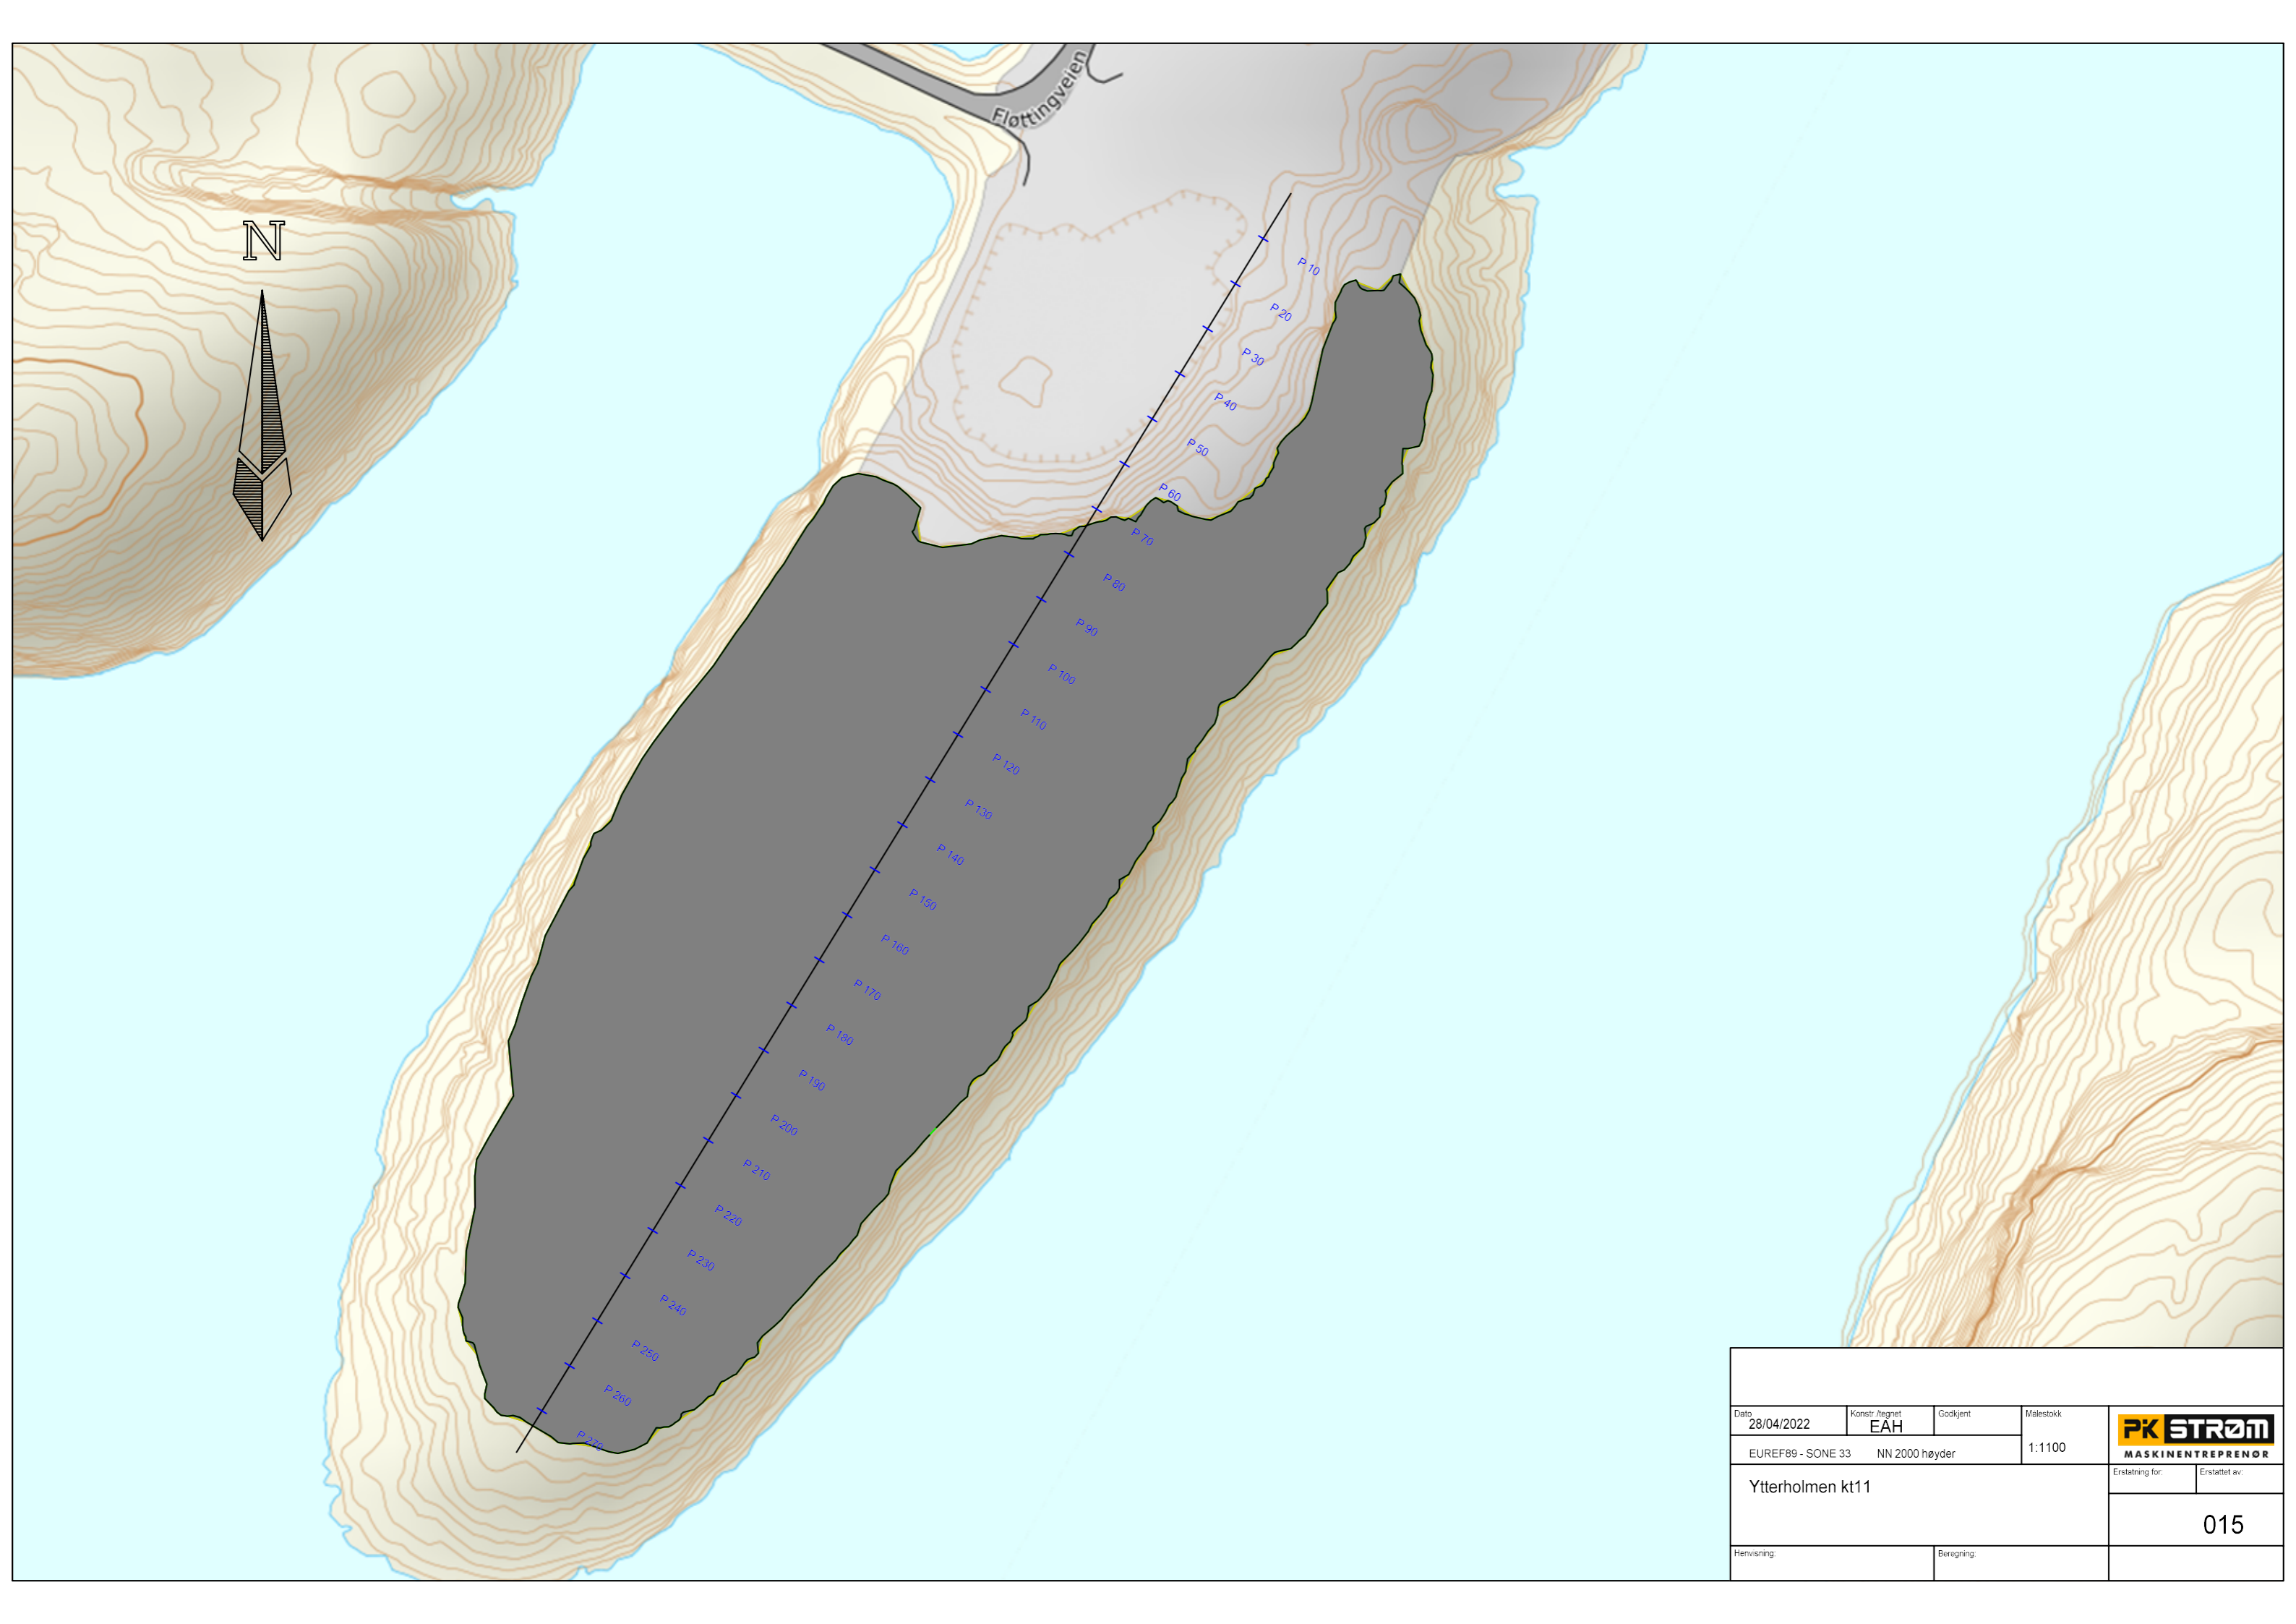 Fløttingveien
N
P 10
P 20
P 30
P 40
P 50
P 60
P 70
P 80
P 90
P 100
P 110
P 120
P 130
P 140
P 150
P 160
P 170
P 180
P 190
P 200
P 210
P 220
P 230
P 240
P 250
P 260
P 270
Dato
28/04/2022
Konstr./tegnet
EAH
Godkjent
Målestokk
1:1100
EUREF89 - SONE 33 NN 2000 høyder
PK STRØM
MASKINENTREPRENØR
Ytterholmen kt11
Erstatning for:
Erstattet av:
015
Henvisning:
Beregning: